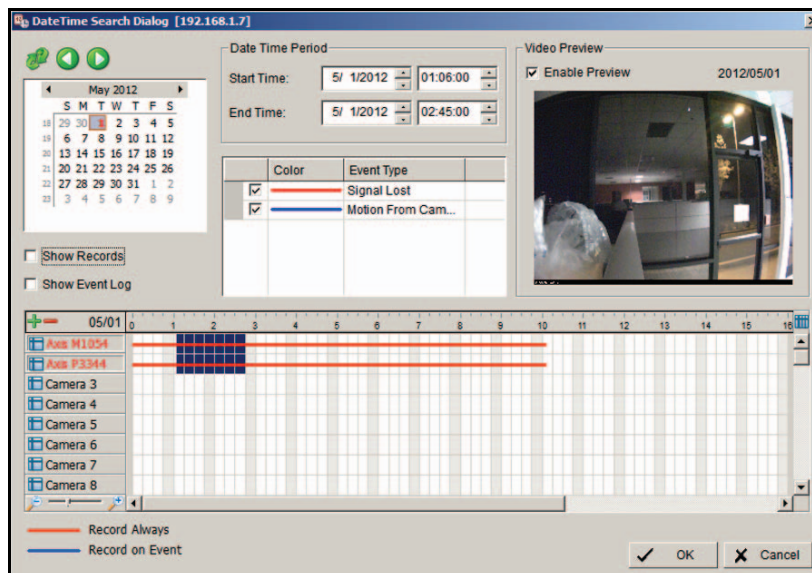 DateTime Search Dialog [192.168.1.7]
May 2012
S M T W T F S
18 29 30 1 2 3 4 5
19 6 7 8 9 10 11 12
20 13 14 15 16 17 18 19
21 20 21 22 23 24 25 26
22 27 28 29 30 31 1 2
23 3 4 5 6 7 8 9
Show Records
Show Event Log
Date Time Period
Start Time: 5/ 1/2012 01:06:00
End Time: 5/ 1/2012 02:45:00
Color Event Type
Signal Lost
Motion From Cam...
Video Preview
Enable Preview 2012/05/01
05/01 0 1 2 3 4 5 6 7 8 9 10 11 12 13 14 15 16
Axis M1054
Axis P3344
Camera 3
Camera 4
Camera 5
Camera 6
Camera 7
Camera 8
Record Always
Record on Event
OK
Cancel